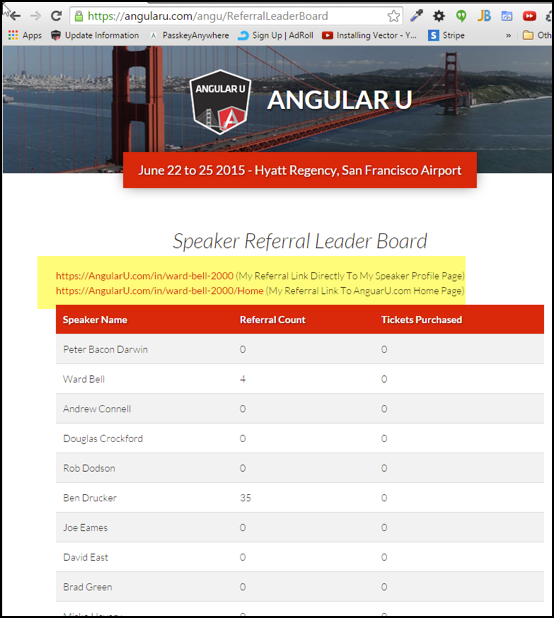 https://angularu.com/angu/ReferralLeaderBoard
Apps Update Information PasskeyAnywhere Sign Up | AdRoll Installing Vector - Y... Stripe » Oth
ANGULAR U
ANGULAR U
June 22 to 25 2015 - Hyatt Regency, San Francisco Airport
Speaker Referral Leader Board
https://AngularU.com/in/ward-bell-2000 (My Referral Link Directly To My Speaker Profile Page)
https://AngularU.com/in/ward-bell-2000/Home (My Referral Link To AnguarU.com Home Page)
Speaker Name Referral Count Tickets Purchased
Peter Bacon Darwin 0 0
Ward Bell 4 0
Andrew Connell 0 0
Douglas Crockford 0 0
Rob Dodson 0 0
Ben Drucker 35 0
Joe Eames 0 0
David East 0 0
Brad Green 0 0